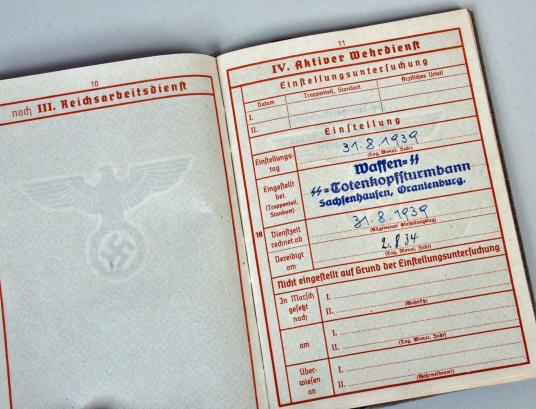 10
noch III. Reichsarbeitsdienst
11
IV. Aktiver Wehrdienst
Einstellungsuntersuchung
Datum
Truppenteil, Standort
Ärztliches Urteil
I.
II.
Einstellung
Einstellungs-
tag
31.8.1939
(Tag, Monat, Jahr)
Eingestellt
bei
(Truppenteil,
Standort)
Waffen=SS
SS=Totenkopfsturmbann
Sachsenhausen, Oranienburg.
18
Dienstzeit
rechnet ab
31.8.1939
(Allgemeiner Einstellungstag)
Vereidigt
am
2.8.34
(Tag, Monat, Jahr)
Nicht eingestellt auf Grund der Einstellungsuntersuchung
In Marsch
gesetzt
nach
I.
(Wohnsitz)
II.
am
I.
II.
(Tag, Monat, Jahr)
Über-
wiesen
an
I.
II.
(Wehrmeldeamt)